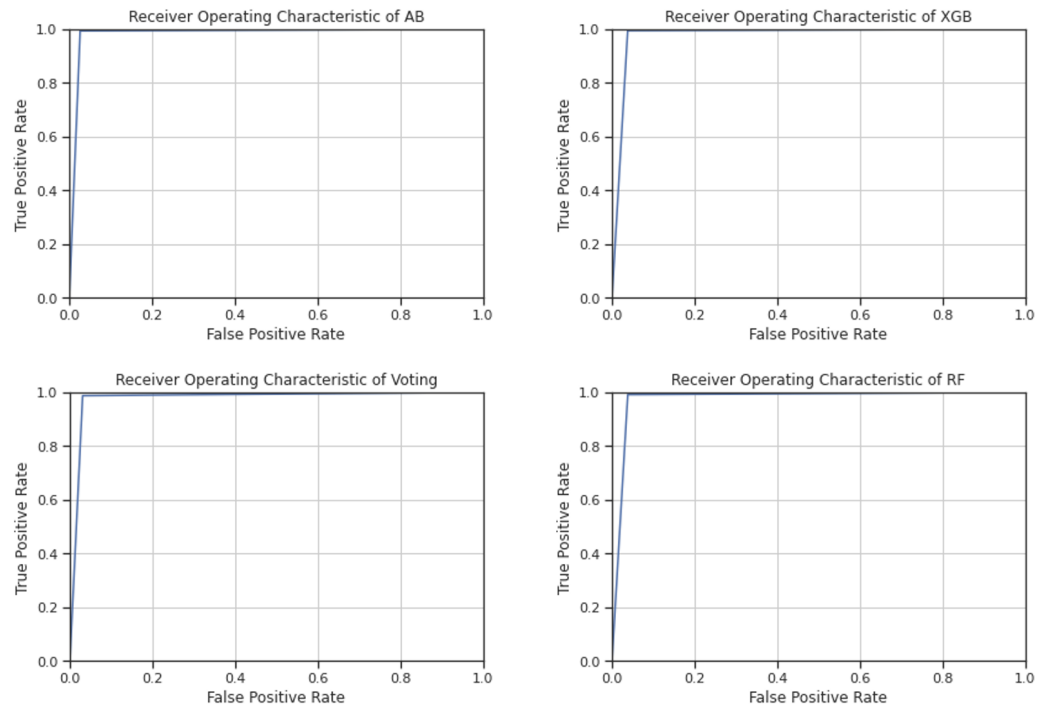 Receiver Operating Characteristic of AB
1.0
0.8
0.6
0.4
0.2
0.0
True Positive Rate
0.0 0.2 0.4 0.6 0.8 1.0
False Positive Rate
Receiver Operating Characteristic of XGB
1.0
0.8
0.6
0.4
0.2
0.0
True Positive Rate
0.0 0.2 0.4 0.6 0.8 1.0
False Positive Rate
Receiver Operating Characteristic of Voting
1.0
0.8
0.6
0.4
0.2
0.0
True Positive Rate
0.0 0.2 0.4 0.6 0.8 1.0
False Positive Rate
Receiver Operating Characteristic of RF
1.0
0.8
0.6
0.4
0.2
0.0
True Positive Rate
0.0 0.2 0.4 0.6 0.8 1.0
False Positive Rate